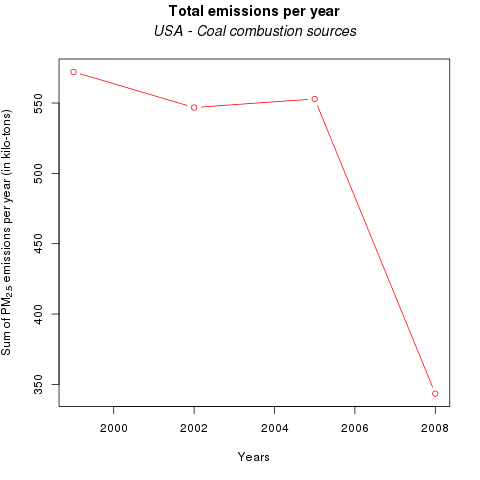 Total emissions per year
USA - Coal combustion sources
Sum of PM2.5 emissions per year (in kilo-tons)
550
500
450
400
350
2000 2002 2004 2006 2008
Years